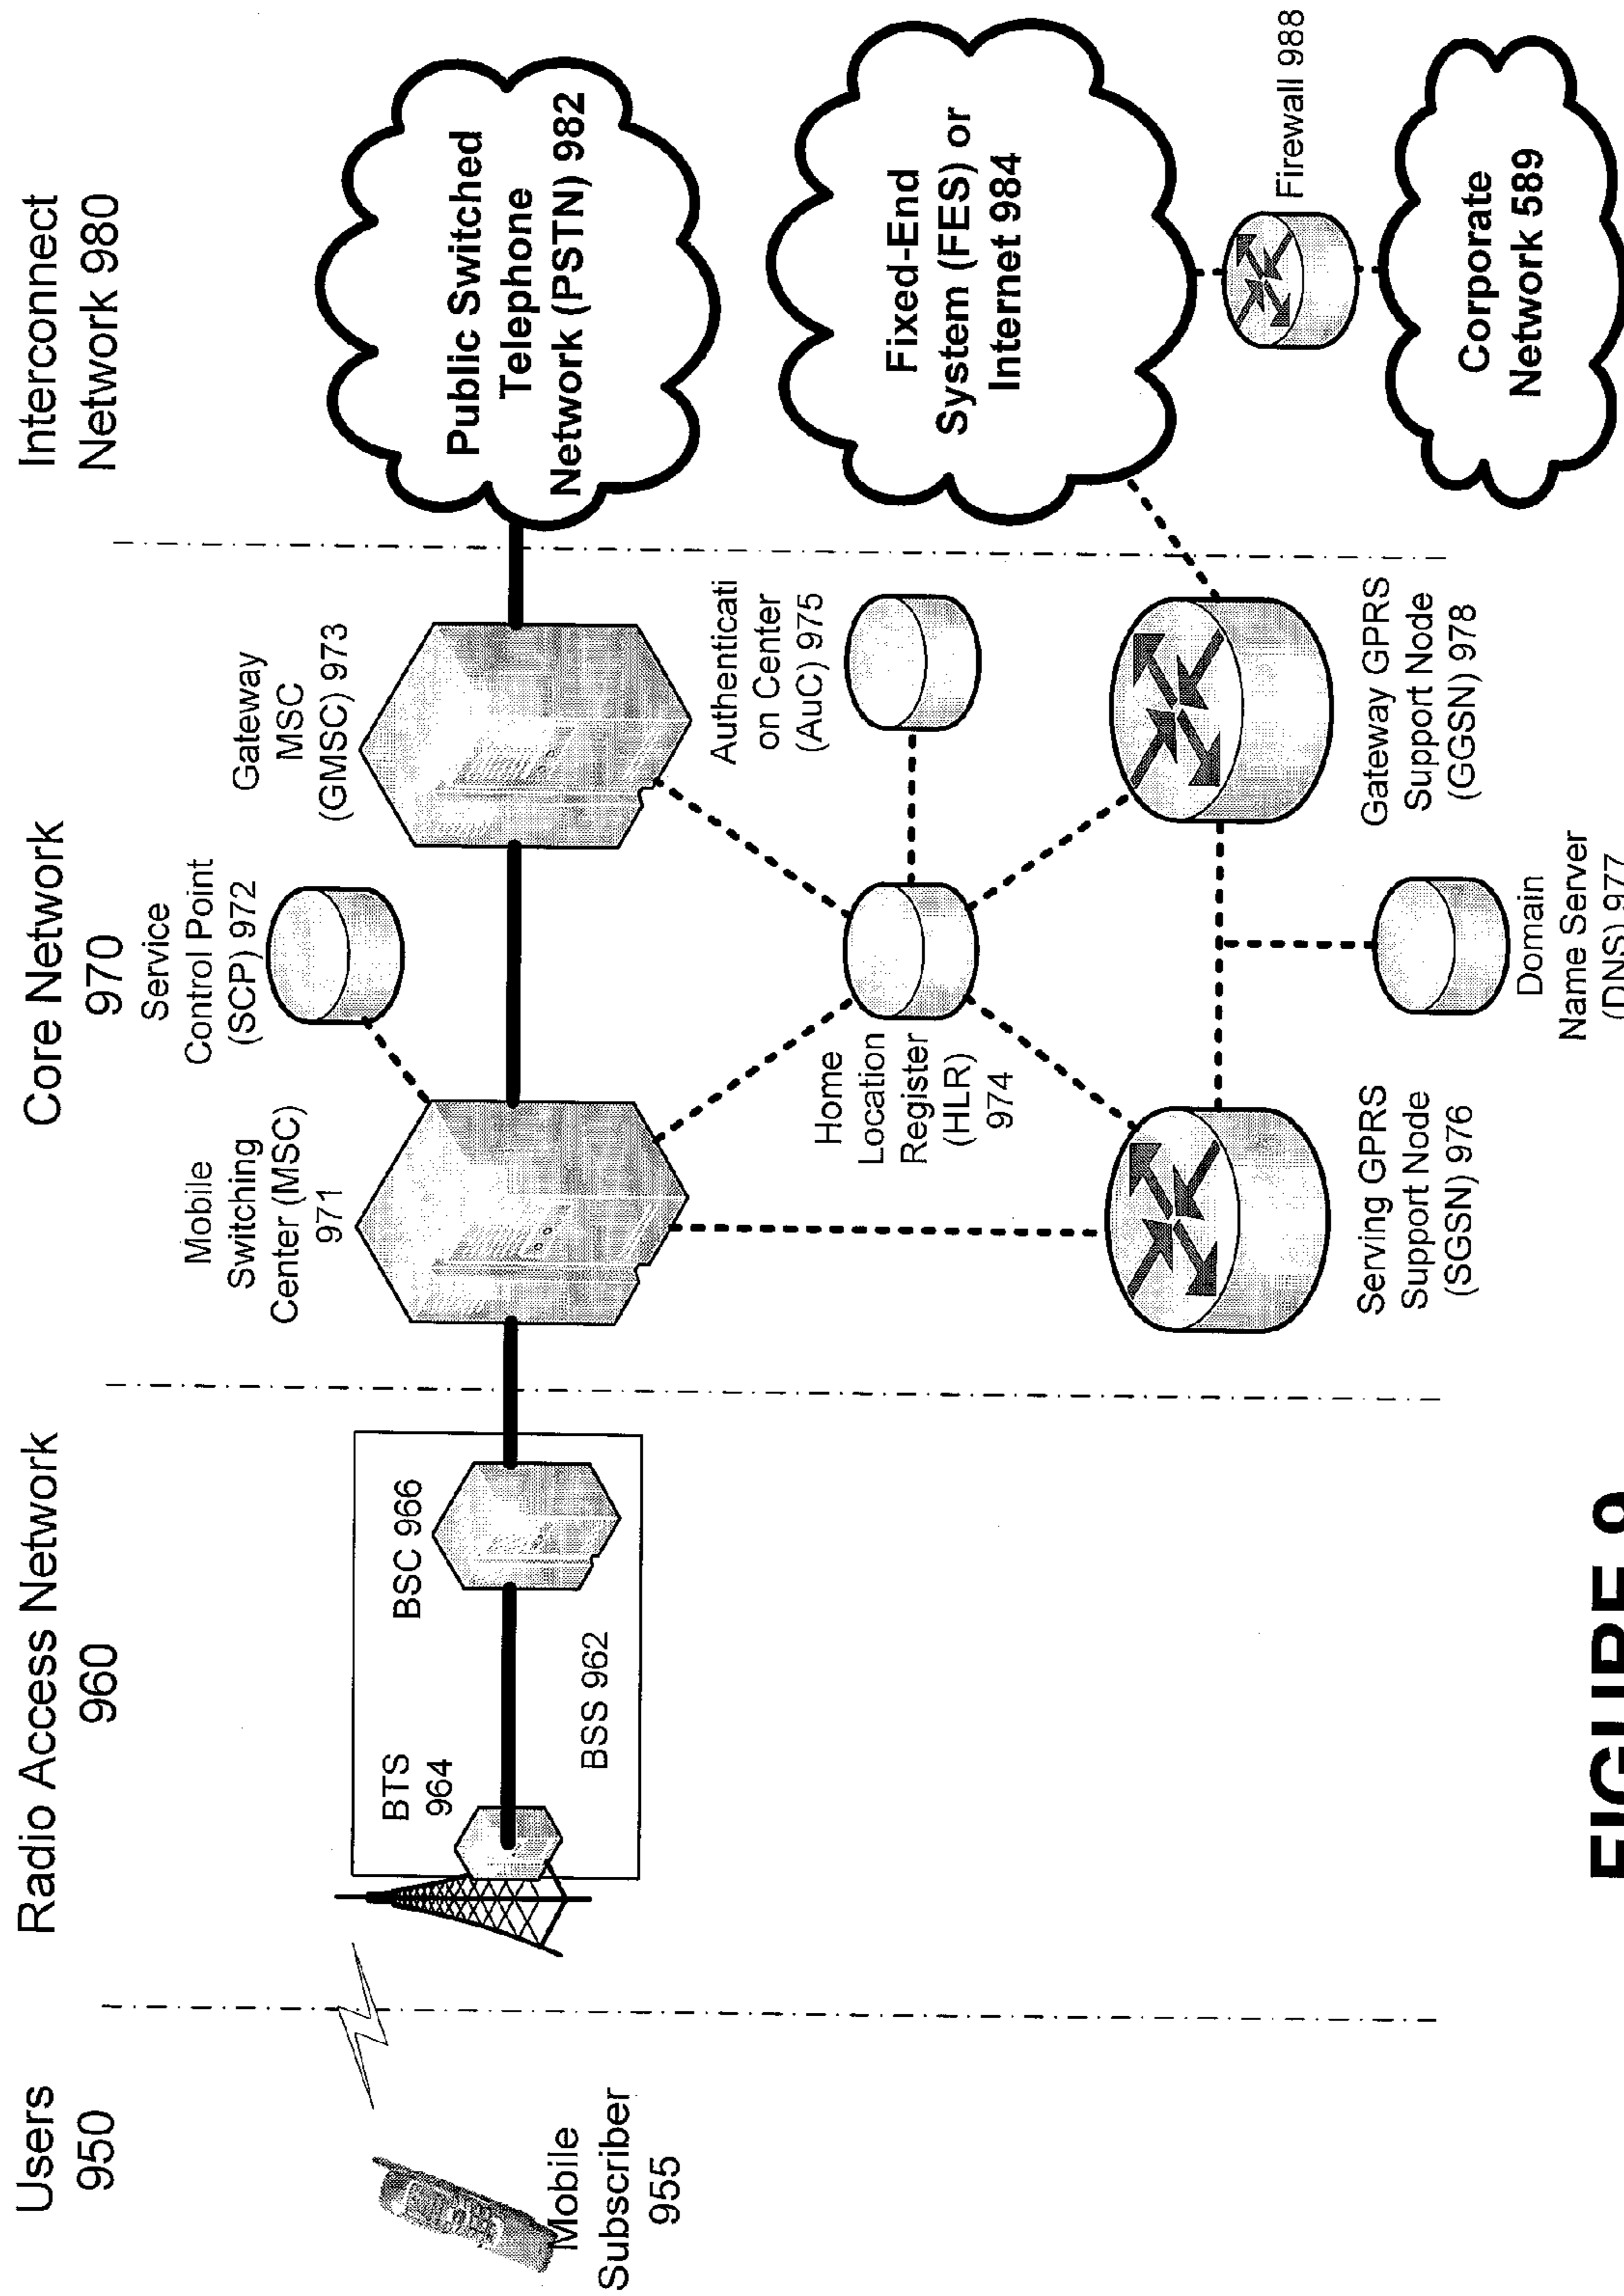 Users
950
Radio Access Network
960
Core Network
970
Interconnect
Network 980
Mobile
Subscriber
955
BTS
964
BSC 966
BSS 962
Mobile
Switching
Center (MSC)
971
Service
Control Point
(SCP) 972
Gateway
MSC
(GMSC) 973
Public Switched
Telephone
Network (PSTN) 982
Authenticati
on Center
(AuC) 975
Home
Location
Register
(HLR)
974
Fixed-End
System (FES) or
Internet 984
Firewall 988
Serving GPRS
Support Node
(SGSN) 976
Gateway GPRS
Support Node
(GGSN) 978
Domain
Name Server
(DNS) 977
Corporate
Network 589
FIGURE 9